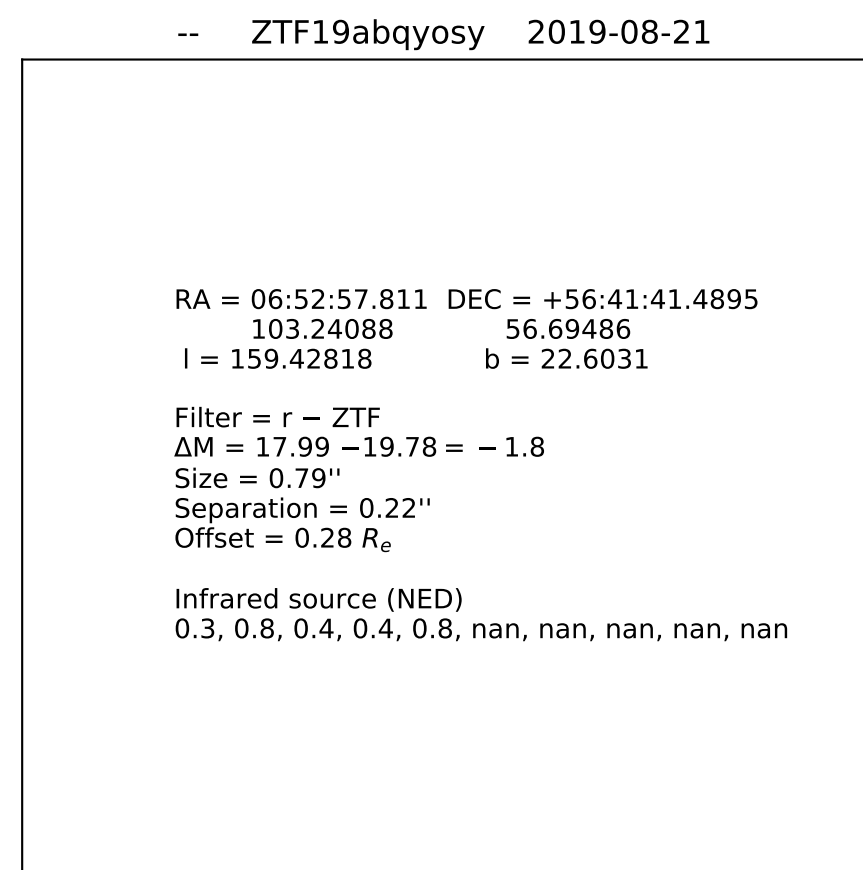 -- ZTF19abqyosy 2019-08-21
RA = 06:52:57.811 DEC = +56:41:41.4895
103.24088 56.69486
l = 159.42818 b = 22.6031
Filter = r − ZTF
ΔM = 17.99 −19.78 = − 1.8
Size = 0.79''
Separation = 0.22''
Offset = 0.28 Re
Infrared source (NED)
0.3, 0.8, 0.4, 0.4, 0.8, nan, nan, nan, nan, nan